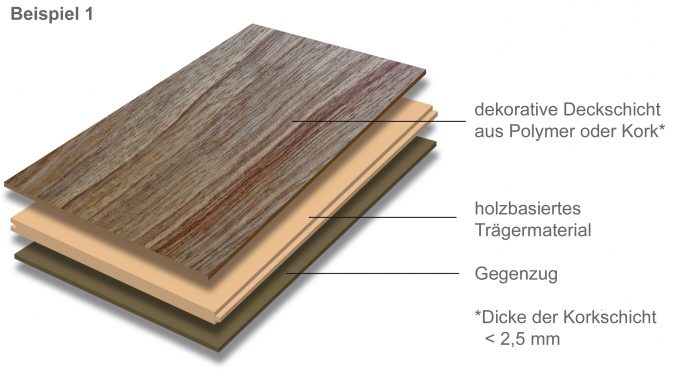 Beispiel 1
dekorative Deckschicht
aus Polymer oder Kork*
holzbasiertes
Trägermaterial
Gegenzug
*Dicke der Korkschicht
< 2,5 mm